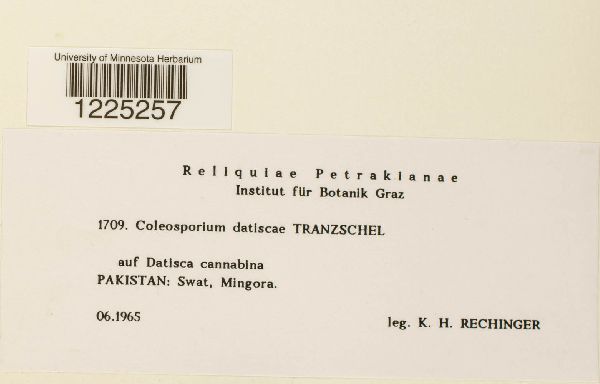 University of Minnesota Herbarium
1225257
Reliquiae Petrakianae
Institut für Botanik Graz
1709. Coleosporium datiscae TRANZSCHEL
auf Datisca cannabina
PAKISTAN: Swat, Mingora.
06.1965
leg. K. H. RECHINGER